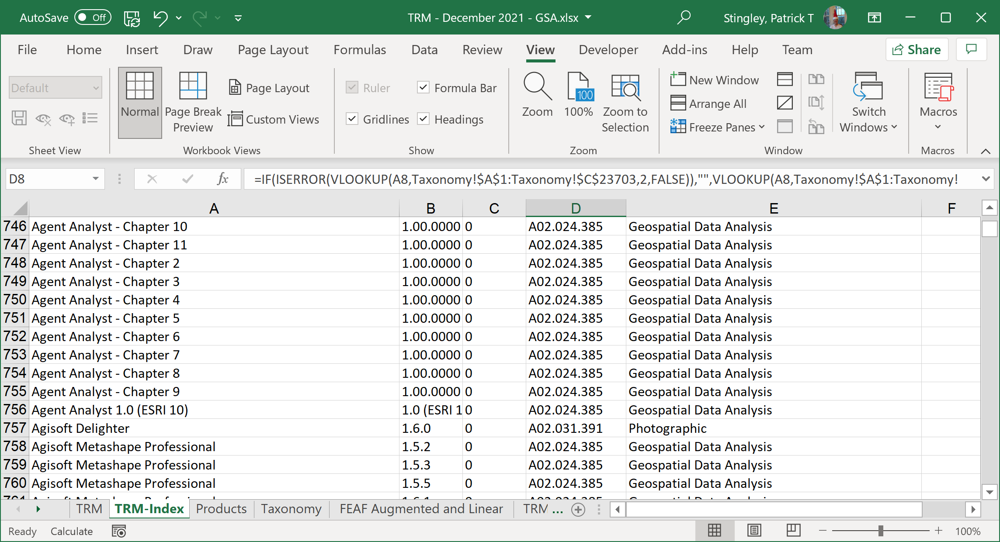 AutoSave Off TRM - December 2021 - GSA.xlsx Stingley, Patrick T
File Home Insert Draw Page Layout Formulas Data Review View Developer Add-ins Help Team Share
Default
Normal
Page Break
Preview
Page Layout
Custom Views
Ruler
Formula Bar
Gridlines
Headings
Zoom
100
100%
Zoom to
Selection
New Window
Arrange All
Freeze Panes
Switch
Windows
Macros
Sheet View Workbook Views Show Zoom Window Macros
D8 fx =IF(ISERROR(VLOOKUP(A8,Taxonomy!$A$1:Taxonomy!$C$23703,2,FALSE)),"",VLOOKUP(A8,Taxonomy!$A$1:Taxonomy!
A B C D E F
746 Agent Analyst - Chapter 10 1.00.0000 0 A02.024.385 Geospatial Data Analysis
747 Agent Analyst - Chapter 11 1.00.0000 0 A02.024.385 Geospatial Data Analysis
748 Agent Analyst - Chapter 2 1.00.0000 0 A02.024.385 Geospatial Data Analysis
749 Agent Analyst - Chapter 3 1.00.0000 0 A02.024.385 Geospatial Data Analysis
750 Agent Analyst - Chapter 4 1.00.0000 0 A02.024.385 Geospatial Data Analysis
751 Agent Analyst - Chapter 5 1.00.0000 0 A02.024.385 Geospatial Data Analysis
752 Agent Analyst - Chapter 6 1.00.0000 0 A02.024.385 Geospatial Data Analysis
753 Agent Analyst - Chapter 7 1.00.0000 0 A02.024.385 Geospatial Data Analysis
754 Agent Analyst - Chapter 8 1.00.0000 0 A02.024.385 Geospatial Data Analysis
755 Agent Analyst - Chapter 9 1.00.0000 0 A02.024.385 Geospatial Data Analysis
756 Agent Analyst 1.0 (ESRI 10) 1.0 (ESRI 1 0 A02.024.385 Geospatial Data Analysis
757 Agisoft Delighter 1.6.0 0 A02.031.391 Photographic
758 Agisoft Metashape Professional 1.5.2 0 A02.024.385 Geospatial Data Analysis
759 Agisoft Metashape Professional 1.5.3 0 A02.024.385 Geospatial Data Analysis
760 Agisoft Metashape Professional 1.5.5 0 A02.024.385 Geospatial Data Analysis
TRM TRM-Index Products Taxonomy FEAF Augmented and Linear TRM ...
Ready Calculate 100%